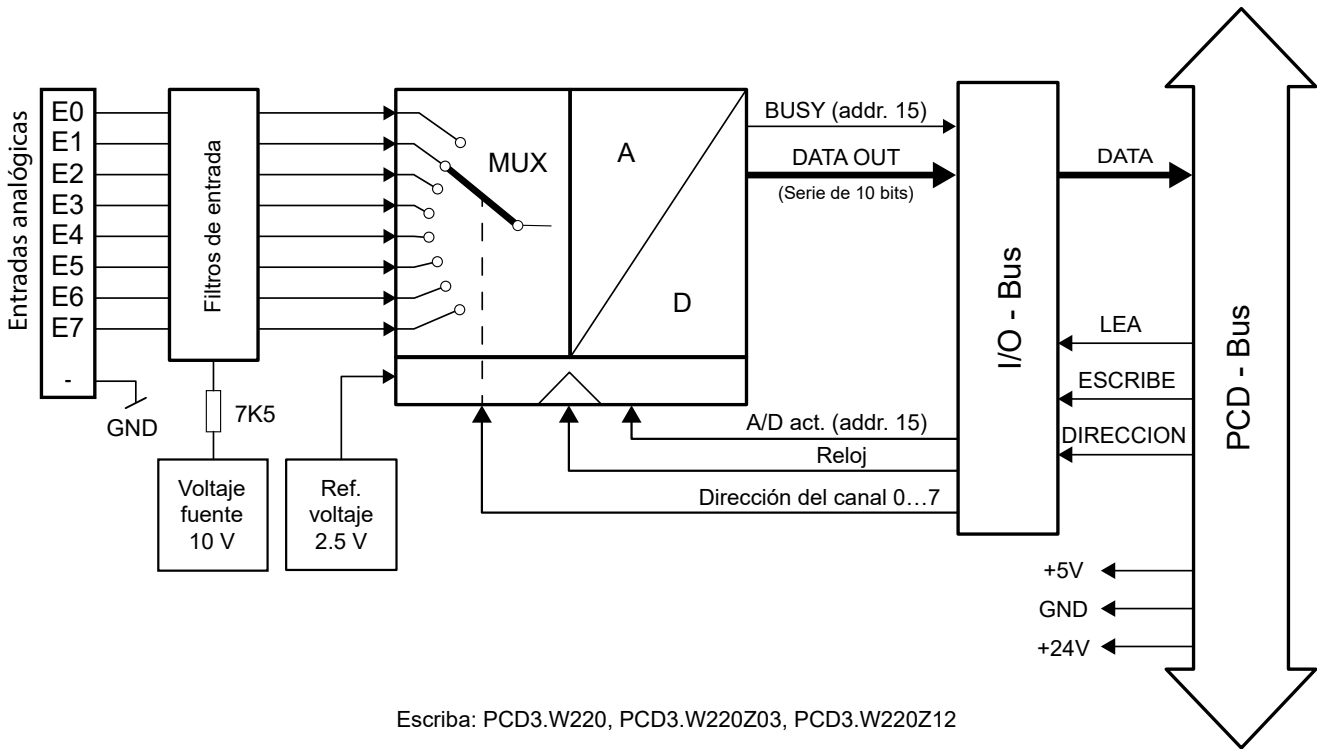 Entradas analógicas
E0
E1
E2
E3
E4
E5
E6
E7
-
GND
Filtros de entrada
7K5
Voltaje
fuente
10 V
Ref.
voltaje
2.5 V
MUX
A
D
BUSY (addr. 15)
DATA OUT
(Serie de 10 bits)
A/D act. (addr. 15)
Reloj
Dirección del canal 0…7
I/O - Bus
DATA
LEA
ESCRIBE
DIRECCION
+5V
GND
+24V
PCD - Bus
Escriba: PCD3.W220, PCD3.W220Z03, PCD3.W220Z12